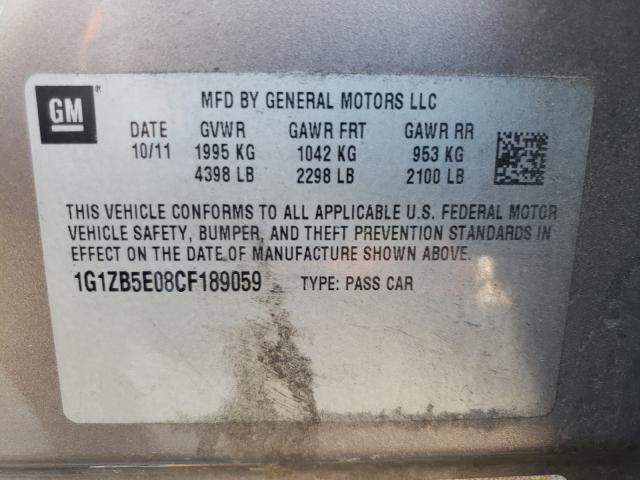 GM ®
MFD BY GENERAL MOTORS LLC
DATE GVWR GAWR FRT GAWR RR
10/11 1995 KG 1042 KG 953 KG
4398 LB 2298 LB 2100 LB
THIS VEHICLE CONFORMS TO ALL APPLICABLE U.S. FEDERAL MOTOR
VEHICLE SAFETY, BUMPER, AND THEFT PREVENTION STANDARDS IN
EFFECT ON THE DATE OF MANUFACTURE SHOWN ABOVE.
1G1ZB5E08CF189059 TYPE: PASS CAR